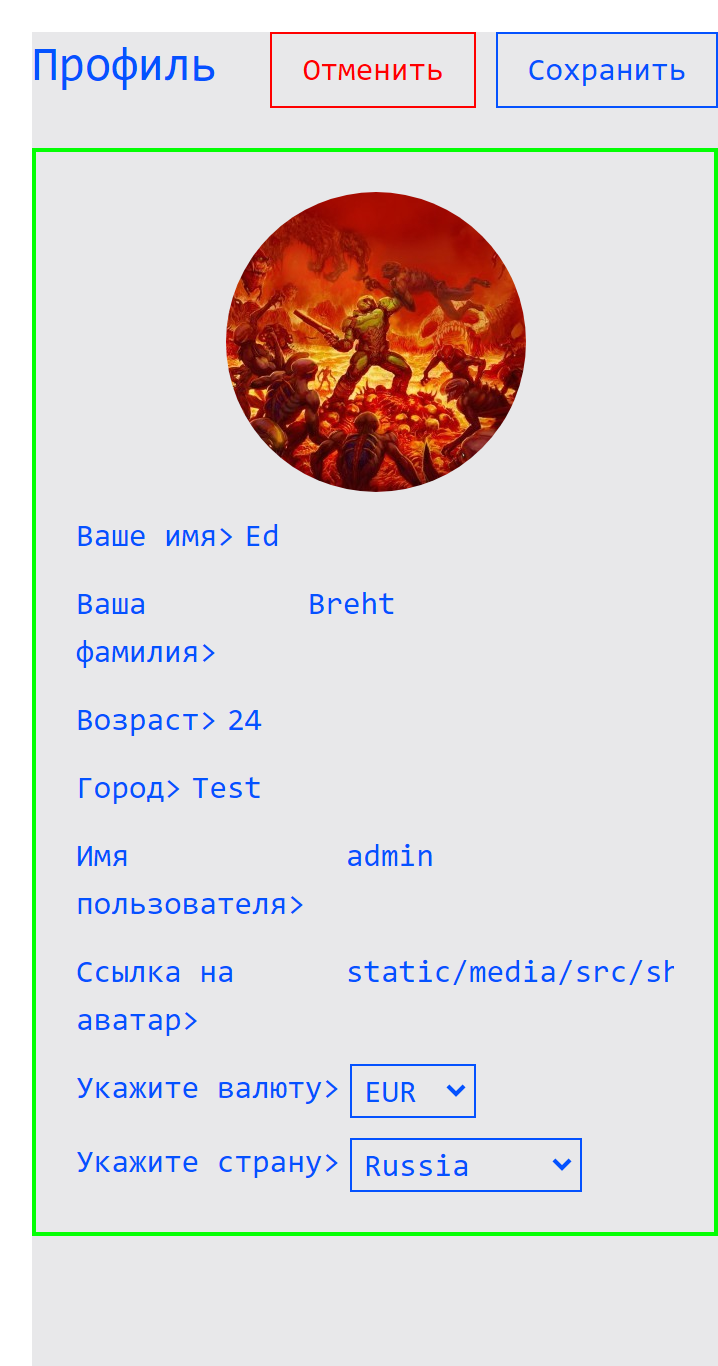 Профиль Отменить Сохранить
Ваше имя> Ed
Ваша Breht
фамилия>
Возраст> 24
Город> Test
Имя admin
пользователя>
Ссылка на static/media/src/sh
аватар>
Укажите валюту> EUR
Укажите страну> Russia